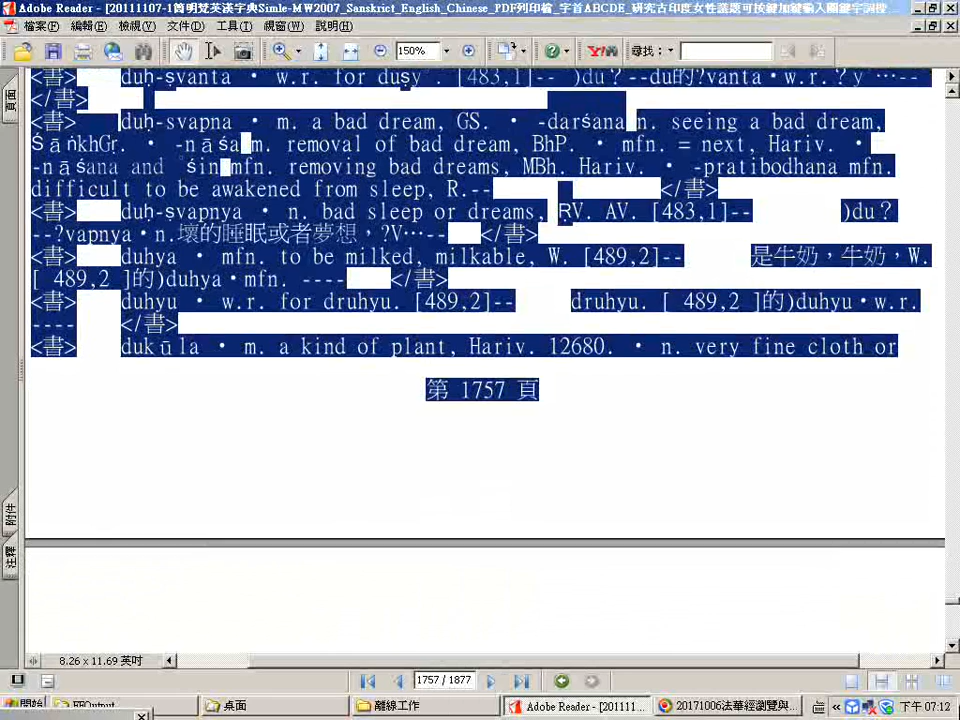 Adobe Reader - [20111107-1簡明梵英漢字典Simle-MW2007_Sanskrict_English_Chinese_PDF列印檔_字首ABCDE_研究古印度女性議題可按鍵加鍵輸入關鍵字詞搜
檔案(F) 編輯(E) 檢視(V) 文件(D) 工具(T) 視窗(W) 說明(H)
150% Y! 尋找：
頁面
附件
註釋
<書> duḥ-ṣvanta • w.r. for duṣy˚. [483,1]-- )du？--du的?vanta•w.r.？y˙…--
</書>
<書> duḥ-ṣvapna • m. a bad dream, GS. • -darśana n. seeing a bad dream,
ŚāṅkhGṛ. • -nāśa m. removal of bad dream, BhP. • mfn. = next, Hariv. •
-nāśana and ˚śin mfn. removing bad dreams, MBh. Hariv. • -pratibodhana mfn.
difficult to be awakened from sleep, R.-- </書>
<書> duḥ-ṣvapnya • n. bad sleep or dreams, ṚV. AV. [483,1]-- )du？
--?vapnya•n.壞的睡眠或者夢想，?V…-- </書>
<書> duhya • mfn. to be milked, milkable, W. [489,2]-- 是牛奶，牛奶，W.
[ 489,2 ]的)duhya•mfn. ---- </書>
<書> duhyu • w.r. for druhyu. [489,2]-- druhyu. [ 489,2 ]的)duhyu•w.r.
---- </書>
<書> dukūla • m. a kind of plant, Hariv. 12680. • n. very fine cloth or
第 1757 頁
8.26 x 11.69 英吋
1757 / 1877
開始 FFOutput 桌面 離線工作 Adobe Reader - [201111... 20171006法華經瀏覽與... « 下午 07:12